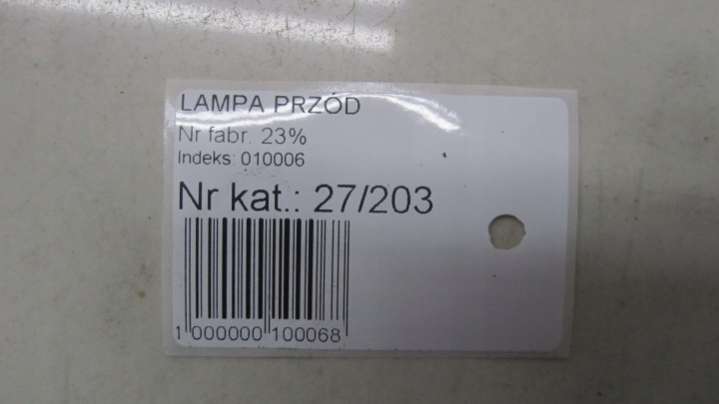 LAMPA PRZÓD
Nr fabr. 23%
Indeks: 010006
Nr kat.: 27/203
1 000000 100068